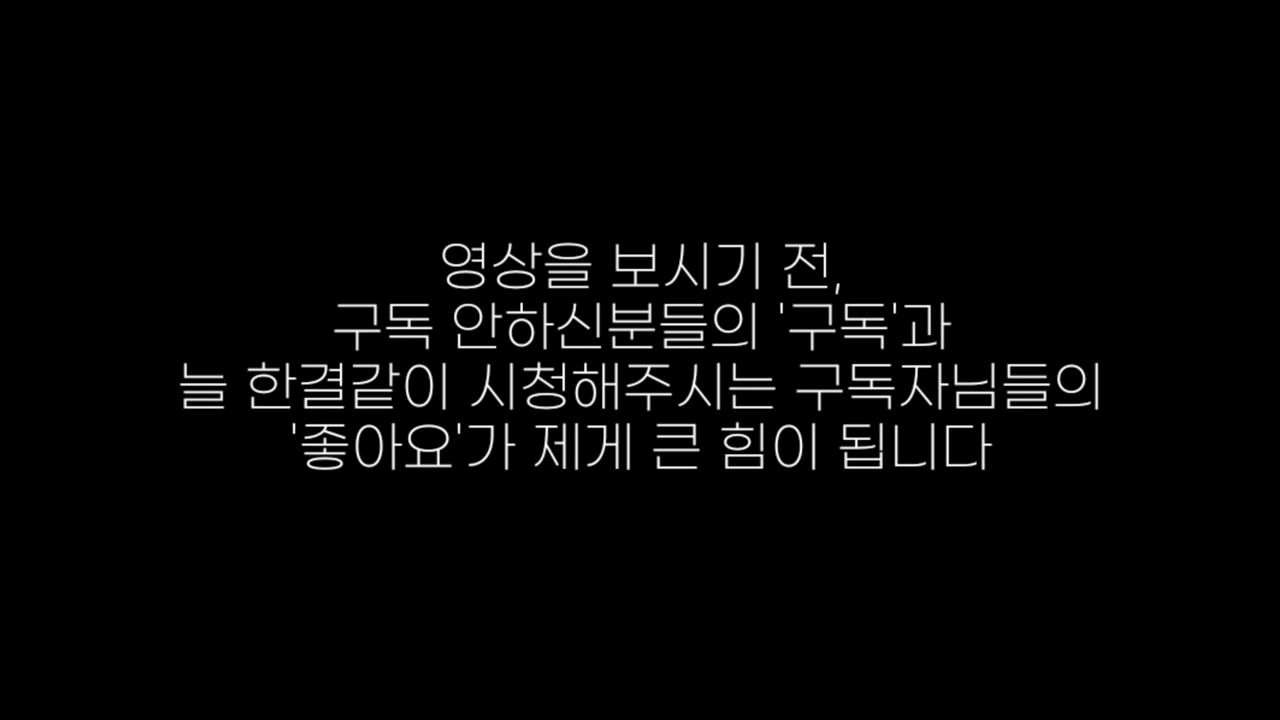 영상을 보시기 전,
구독 안하신분들의 '구독'과
늘 한결같이 시청해주시는 구독자님들의
'좋아요'가 제게 큰 힘이 됩니다